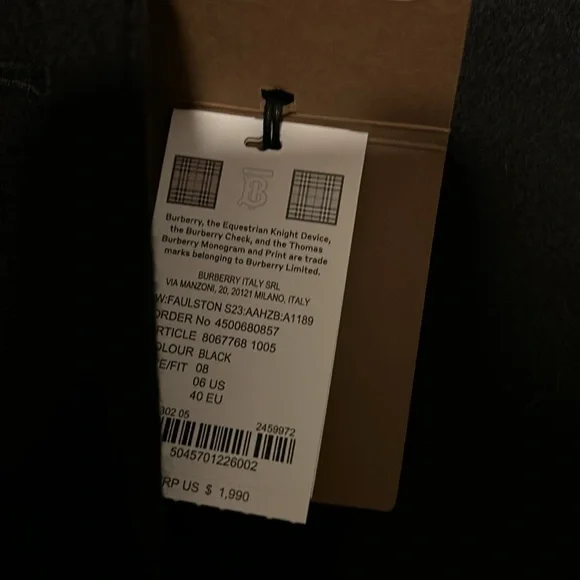 Burberry, the Equestrian Knight Device,
the Burberry Check, and the Thomas
Burberry Monogram and Print are trade
marks belonging to Burberry Limited.
BURBERRY ITALY SRL
VIA MANZONI, 20, 20121 MILANO, ITALY
W:FAULSTON S23:AAHZB:A1189
ORDER No 4500680857
RTICLE 8067768 1005
OLOUR BLACK
E/FIT 08
06 US
40 EU
302 05
2459972
5045701226002
RP US $ 1,990